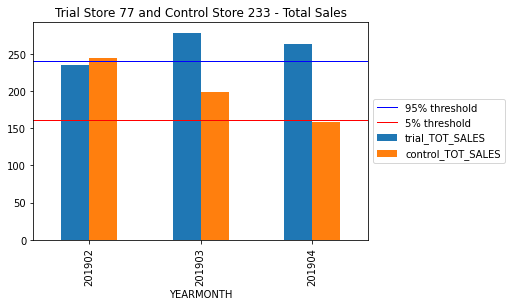 Trial Store 77 and Control Store 233 - Total Sales
250
200
150
100
50
0
201902
201903
201904
YEARMONTH
95% threshold
5% threshold
trial_TOT_SALES
control_TOT_SALES